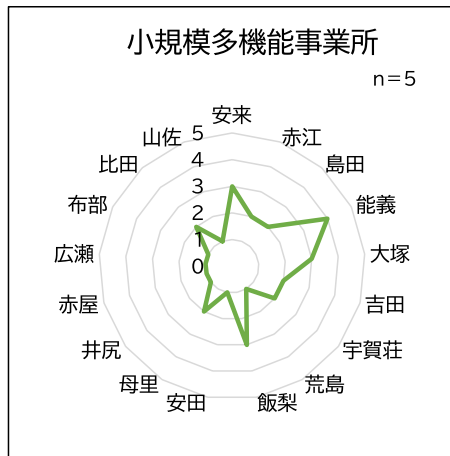 小規模多機能事業所
n＝5
安来
赤江
島田
能義
大塚
吉田
宇賀荘
荒島
飯梨
安田
母里
井尻
赤屋
広瀬
布部
比田
山佐
5
4
3
2
1
0